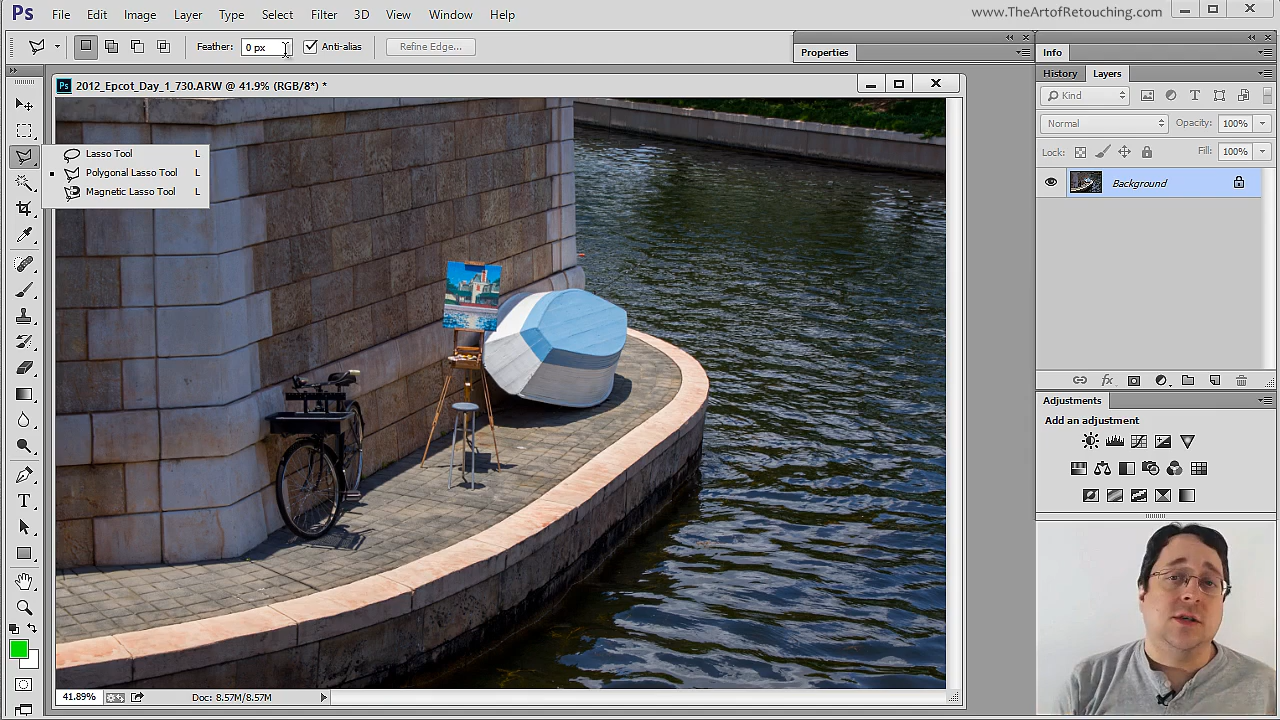 Ps File Edit Image Layer Type Select Filter 3D View Window Help
www.TheArtofRetouching.com
Feather: 0 px Anti-alias Refine Edge...
Properties
Info
Ps 2012_Epcot_Day_1_730.ARW @ 41.9% (RGB/8*) *
History Layers
Kind
Normal Opacity: 100%
Lock: Fill: 100%
Lasso Tool L
Polygonal Lasso Tool L
Magnetic Lasso Tool L
Background
fx
Adjustments
Add an adjustment
41.89% Doc: 8.57M/8.57M